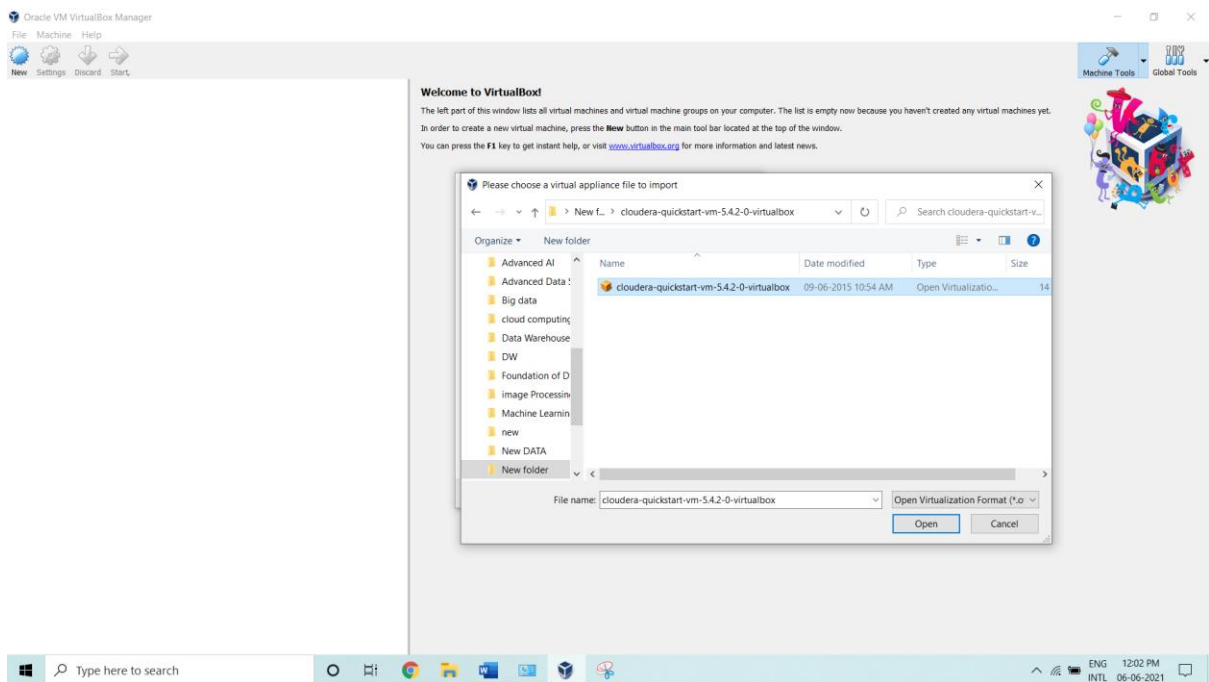 Oracle VM VirtualBox Manager
File Machine Help
New Settings Discard Start
Machine Tools Global Tools
Welcome to VirtualBox!
The left part of this window lists all virtual machines and virtual machine groups on your computer. The list is empty now because you haven't created any virtual machines yet.
In order to create a new virtual machine, press the New button in the main tool bar located at the top of the window.
You can press the F1 key to get instant help, or visit www.virtualbox.org for more information and latest news.
Please choose a virtual appliance file to import
New f... > cloudera-quickstart-vm-5.4.2-0-virtualbox
Search cloudera-quickstart-v...
Organize New folder
Name Date modified Type Size
cloudera-quickstart-vm-5.4.2-0-virtualbox 09-06-2015 10:54 AM Open Virtualizatio... 14
Advanced AI
Advanced Data S
Big data
cloud computing
Data Warehouse
DW
Foundation of D
image Processin
Machine Learnin
new
New DATA
New folder
File name: cloudera-quickstart-vm-5.4.2-0-virtualbox
Open Virtualization Format (*.o
Open Cancel
Type here to search
ENG 12:02 PM
INTL 06-06-2021